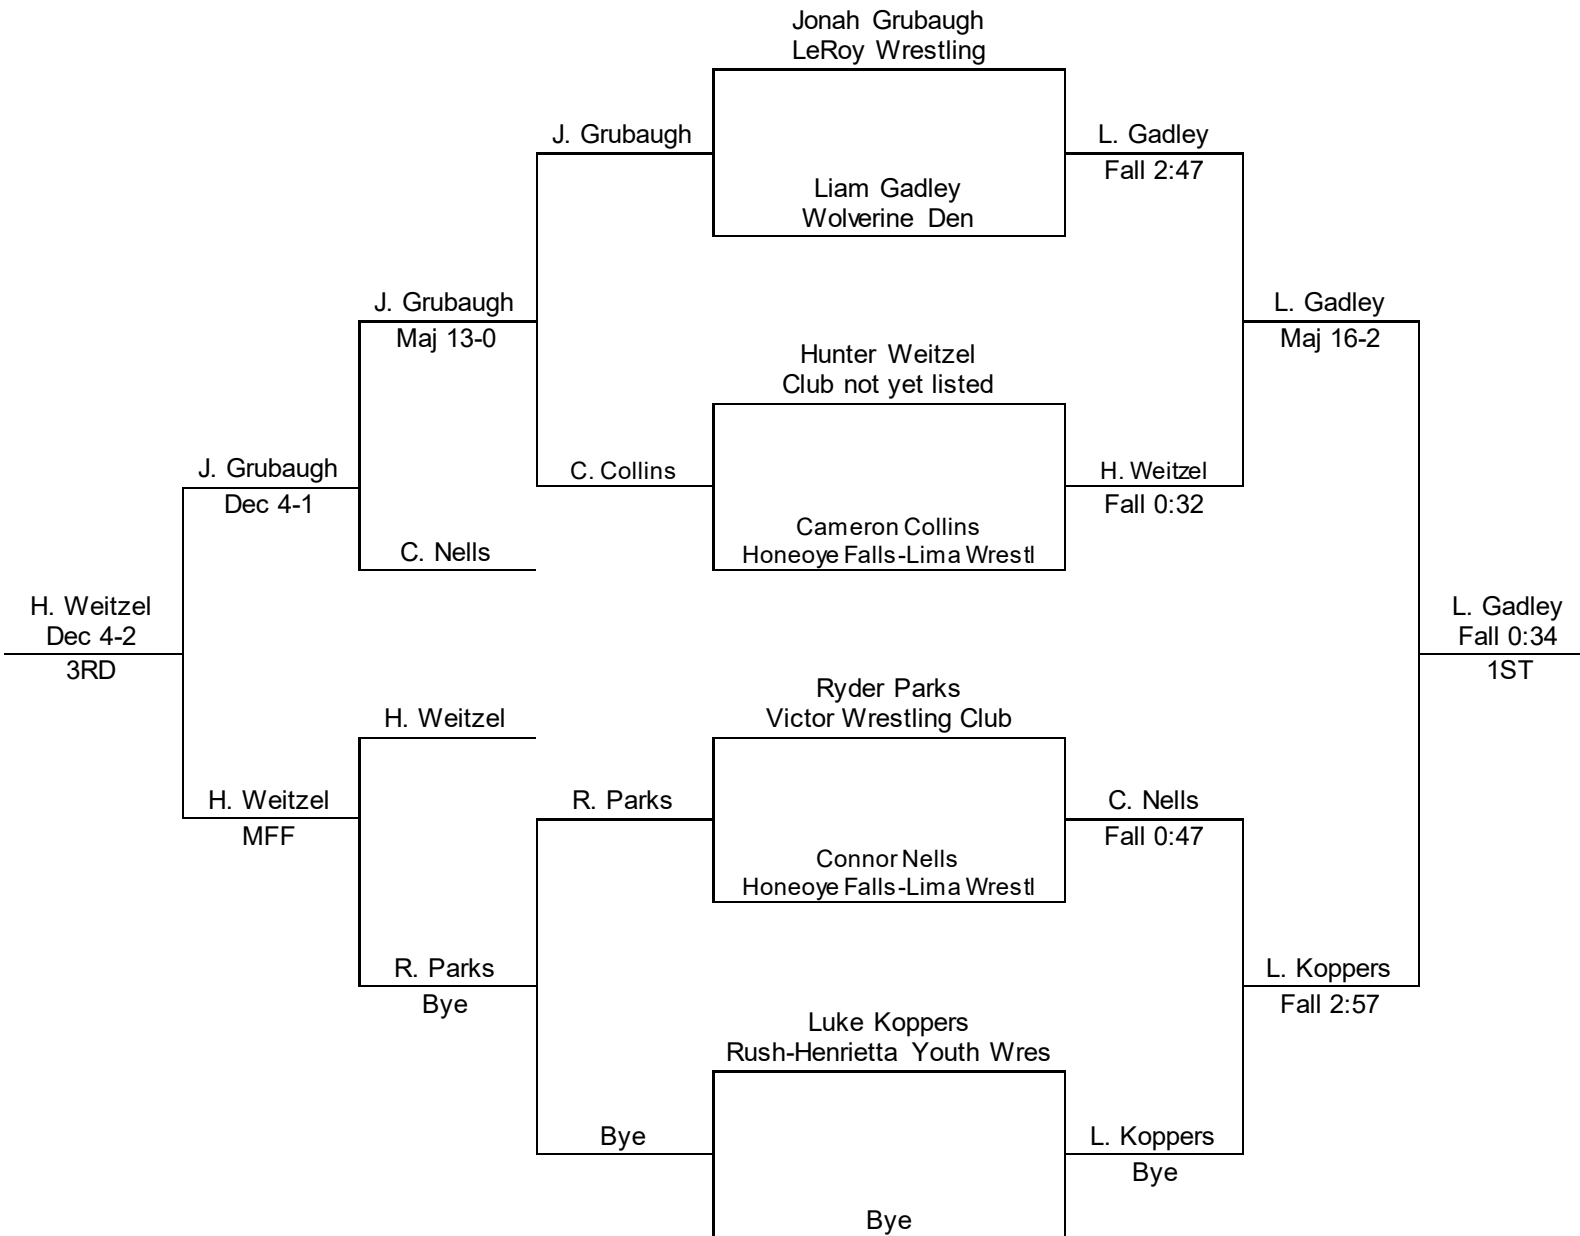 Jonah Grubaugh
LeRoy Wrestling
J. Grubaugh
L. Gadley
Fall 2:47
Liam Gadley
Wolverine Den
J. Grubaugh
Maj 13-0
L. Gadley
Maj 16-2
Hunter Weitzel
Club not yet listed
J. Grubaugh
Dec 4-1
C. Collins
H. Weitzel
Fall 0:32
Cameron Collins
Honeoye Falls-Lima Wrestl
C. Nells
H. Weitzel
Dec 4-2
3RD
L. Gadley
Fall 0:34
1ST
Ryder Parks
Victor Wrestling Club
H. Weitzel
H. Weitzel
MFF
R. Parks
C. Nells
Fall 0:47
Connor Nells
Honeoye Falls-Lima Wrestl
R. Parks
Bye
L. Koppers
Fall 2:57
Luke Koppers
Rush-Henrietta Youth Wres
Bye
L. Koppers
Bye
Bye